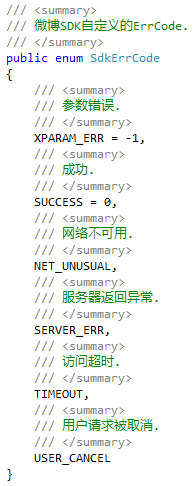 /// <summary>
/// 微博SDK自定义的ErrCode.
/// </summary>
public enum SdkErrCode
{
/// <summary>
/// 参数错误.
/// </summary>
XPARAM_ERR = -1,
/// <summary>
/// 成功.
/// </summary>
SUCCESS = 0,
/// <summary>
/// 网络不可用.
/// </summary>
NET_UNUSUAL,
/// <summary>
/// 服务器返回异常.
/// </summary>
SERVER_ERR,
/// <summary>
/// 访问超时.
/// </summary>
TIMEOUT,
/// <summary>
/// 用户请求被取消.
/// </summary>
USER_CANCEL
}